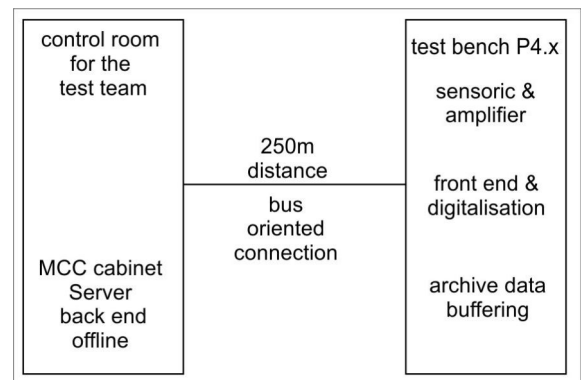 control room
for the
test team
MCC cabinet
Server
back end
offline
250m
distance
bus
oriented
connection
test bench P4.x
sensoric &
amplifier
front end &
digitalisation
archive data
buffering